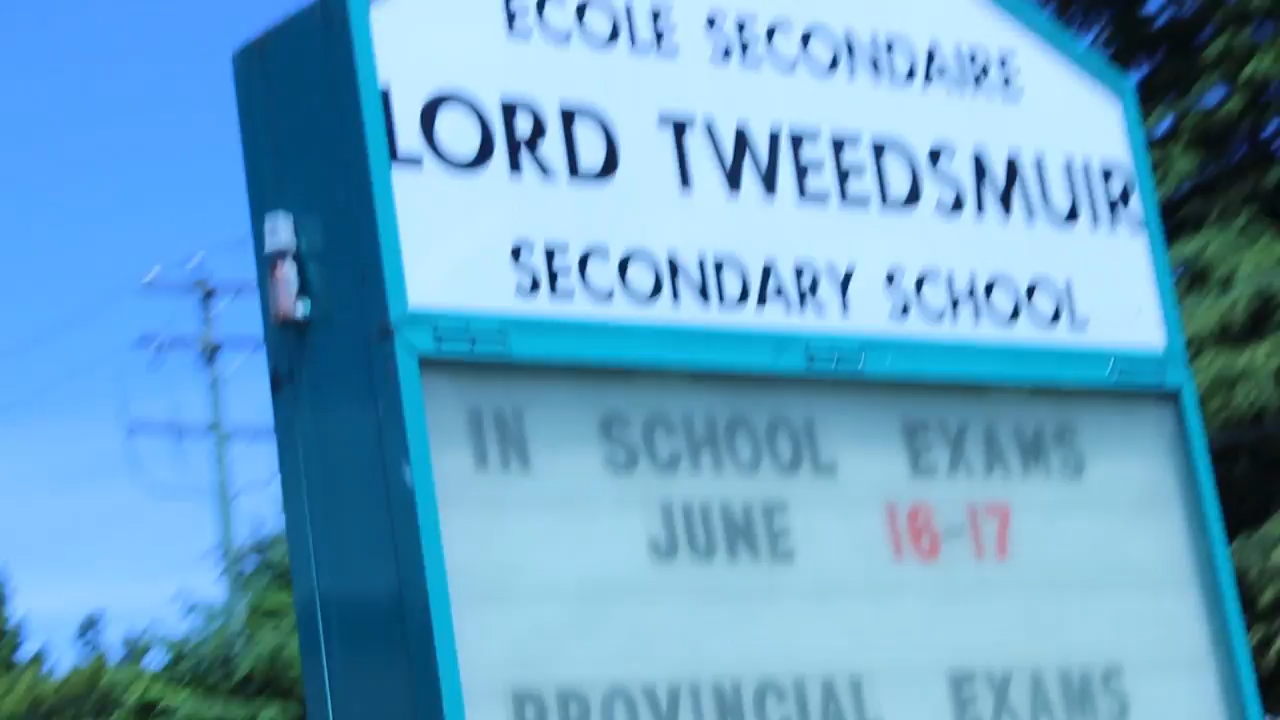 ECOLE SECONDAIRE
LORD TWEEDSMUIR
SECONDARY SCHOOL
IN SCHOOL EXAMS
JUNE 16-17
PROVINCIAL EXAMS